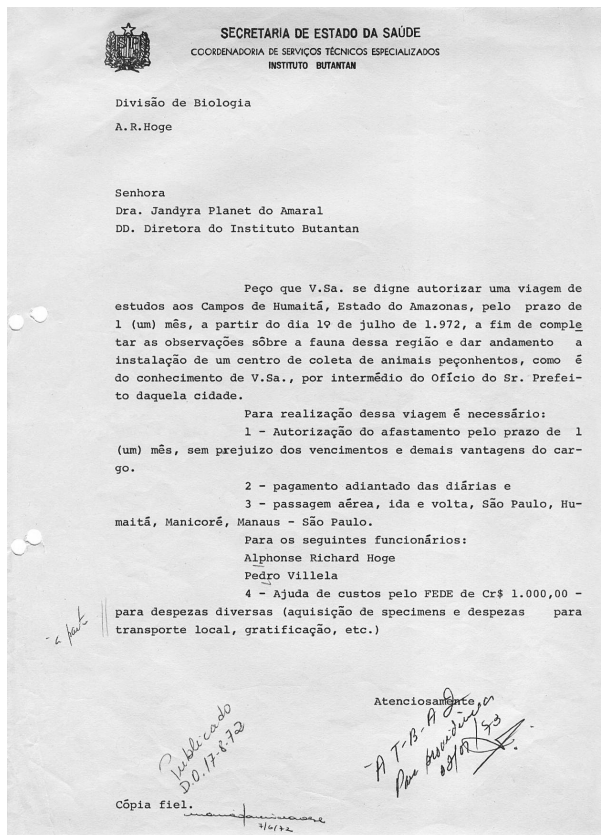 SECRETARIA DE ESTADO DA SAÚDE
COORDENADORIA DE SERVIÇOS TÉCNICOS ESPECIALIZADOS
INSTITUTO BUTANTAN
Divisão de Biologia
A.R.Hoge
Senhora
Dra. Jandyra Planet do Amaral
DD. Diretora do Instituto Butantan
Peço que V.Sa. se digne autorizar uma viagem de
estudos aos Campos de Humaitá, Estado do Amazonas, pelo prazo de
1 (um) mês, a partir do dia 1º de julho de 1.972, a fim de comple
tar as observações sôbre a fauna dessa região e dar andamento a
instalação de um centro de coleta de animais peçonhentos, como é
do conhecimento de V.Sa., por intermédio do Ofício do Sr. Prefei-
to daquela cidade.
Para realização dessa viagem é necessário:
1 - Autorização do afastamento pelo prazo de 1
(um) mês, sem prejuizo dos vencimentos e demais vantagens do car-
go.
2 - pagamento adiantado das diárias e
3 - passagem aérea, ida e volta, São Paulo, Hu-
maitá, Manicoré, Manaus - São Paulo.
Para os seguintes funcionários:
Alphonse Richard Hoge
Pedro Villela
4 - Ajuda de custos pelo FEDE de Cr$ 1.000,00 -
para despezas diversas (aquisição de specimens e despezas para
transporte local, gratificação, etc.)
Atenciosamente,
A T-B-A
Para providências
Publicado
D.O. 17-8-72
Cópia fiel.
7/6/72